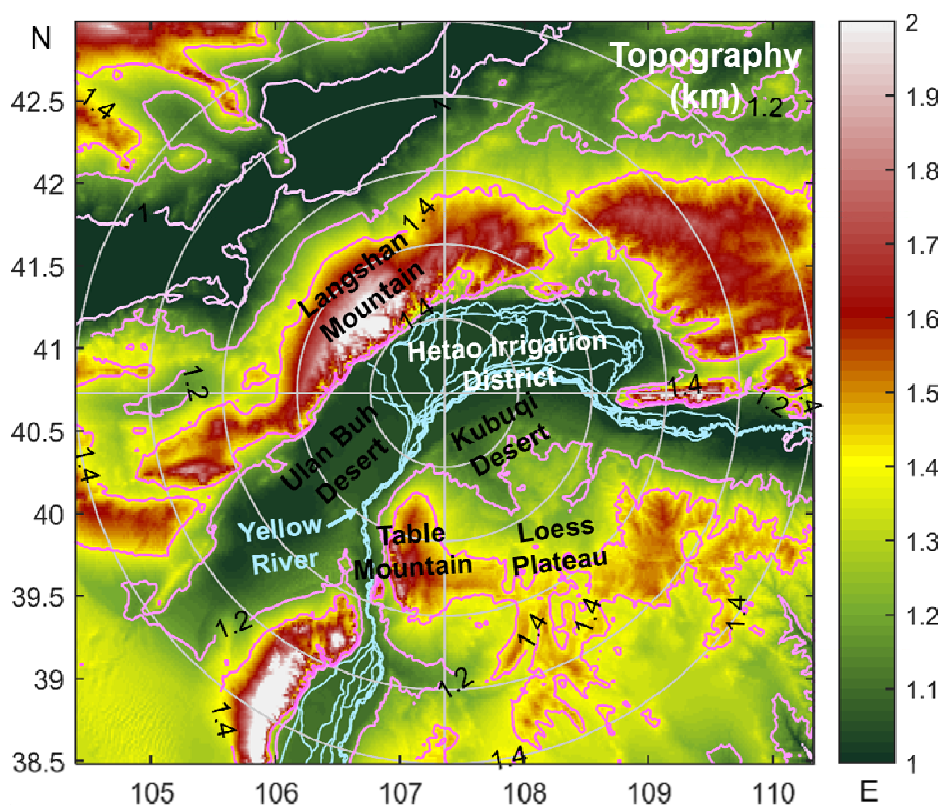 N
Topography
(km)
2
1.9
1.8
1.7
1.6
1.5
1.4
1.3
1.2
1.1
1
42.5
42
41.5
41
40.5
40
39.5
39
38.5
1.4
1
1.2
1
1.4
Langshan
Mountain
1.4
Hetao Irrigation
District
1.2
1.4
1.2
1.4
Ulan Buh
Desert
Kubuqi
Desert
1.4
Yellow
River
Table
Mountain
Loess
Plateau
1.2
1.4
1.4
1.4
1.2
1.4
1.4
105
106
107
108
109
110
E